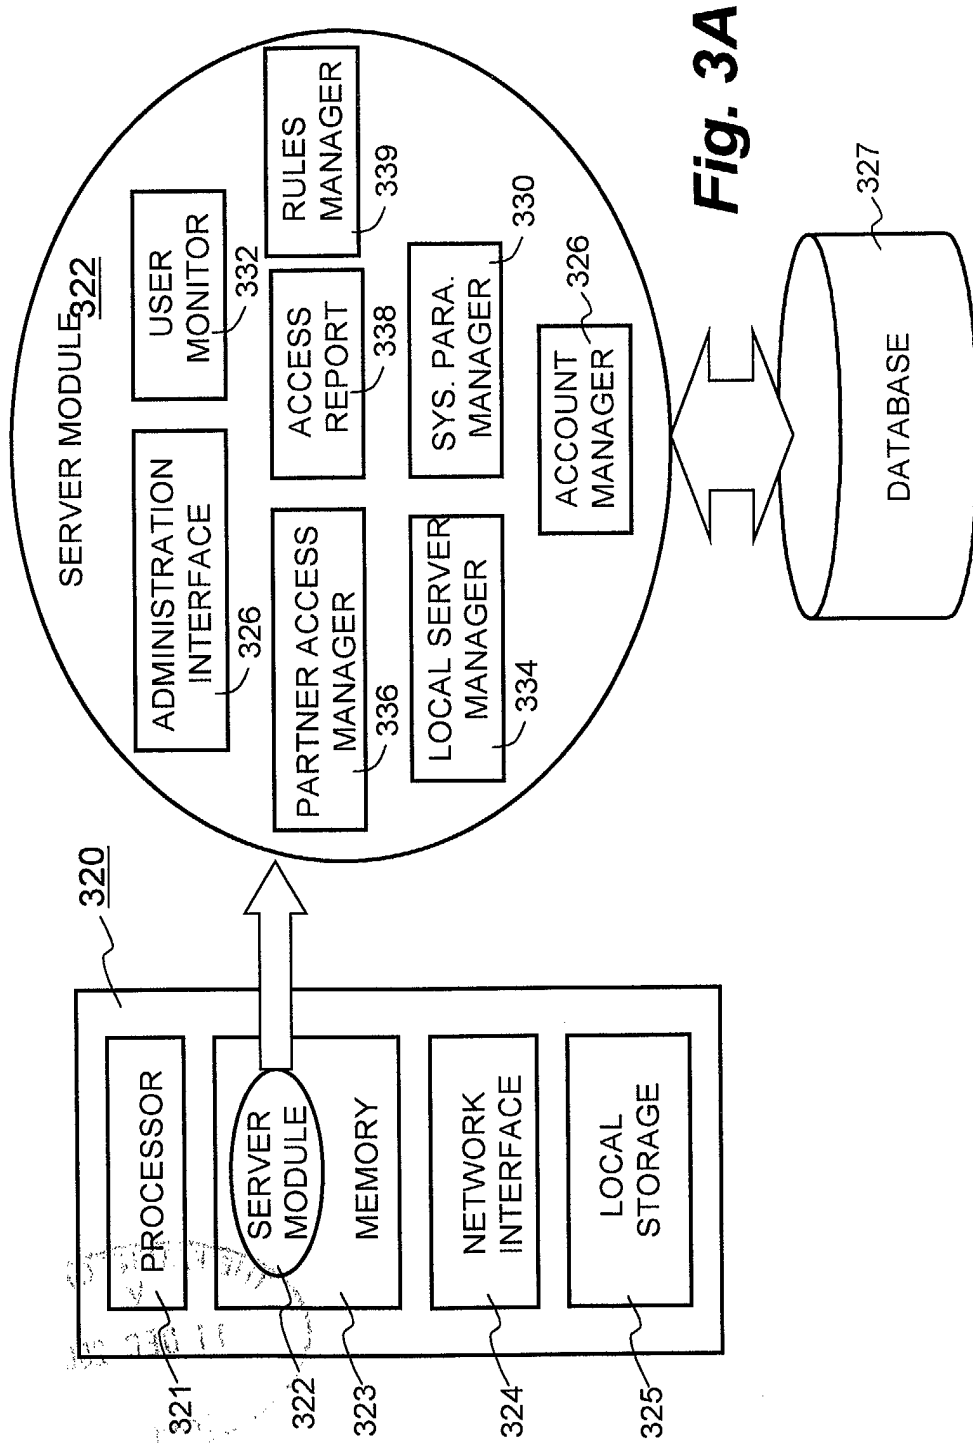 320
PROCESSOR
321
SERVER
MODULE
322
MEMORY
323
NETWORK
INTERFACE
324
LOCAL
STORAGE
325
SERVER MODULE
322
ADMINISTRATION
INTERFACE
326
USER
MONITOR
332
PARTNER ACCESS
MANAGER
336
ACCESS
REPORT
338
RULES
MANAGER
339
LOCAL SERVER
MANAGER
334
SYS. PARA.
MANAGER
330
ACCOUNT
MANAGER
326
DATABASE
327
Fig. 3A